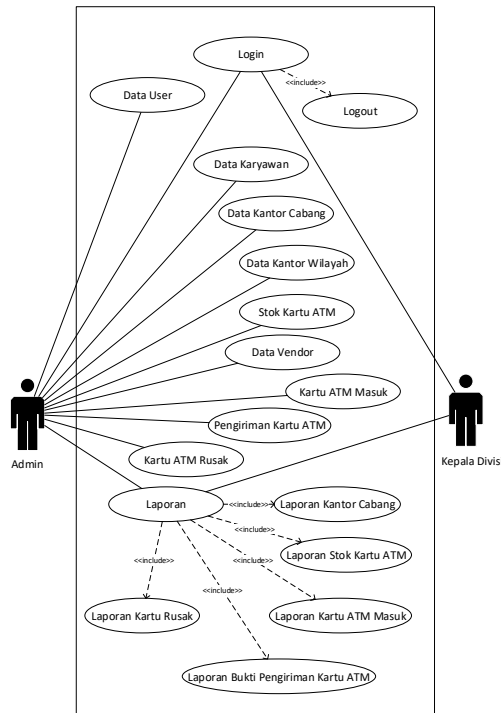 Login
<<include>>
Data User
Logout
Data Karyawan
Data Kantor Cabang
Data Kantor Wilayah
Stok Kartu ATM
Data Vendor
Kartu ATM Masuk
Pengiriman Kartu ATM
Kartu ATM Rusak
Admin
Kepala Divis
Laporan
<<include>>
Laporan Kantor Cabang
<<include>>
Laporan Stok Kartu ATM
<<include>>
<<include>>
<<include>>
Laporan Kartu Rusak
Laporan Kartu ATM Masuk
Laporan Bukti Pengiriman Kartu ATM